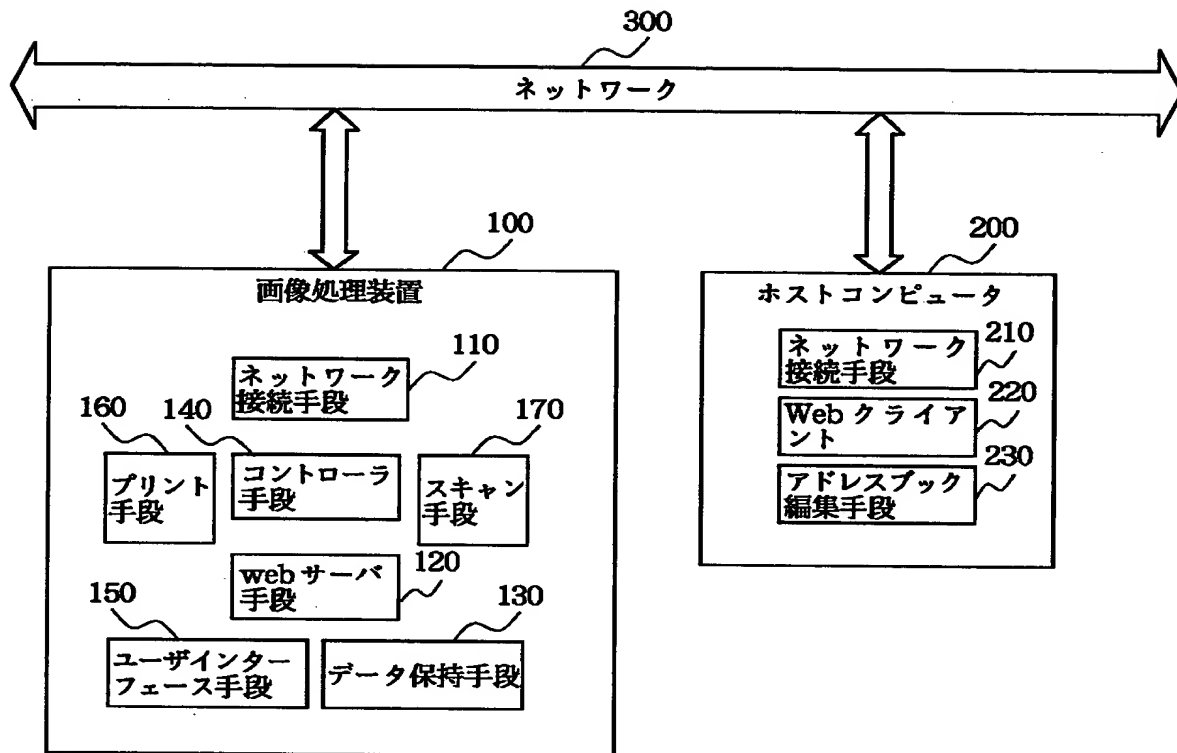 300
ネットワーク
100
200
画像処理装置
ホストコンピュータ
110
ネットワーク
接続手段
210
ネットワーク
接続手段
160
プリント
手段
140
コントローラ
手段
170
スキャン
手段
220
Webクライア
ント
230
アドレスブック
編集手段
120
webサーバ
手段
150
ユーザインター
フェース手段
130
データ保持手段